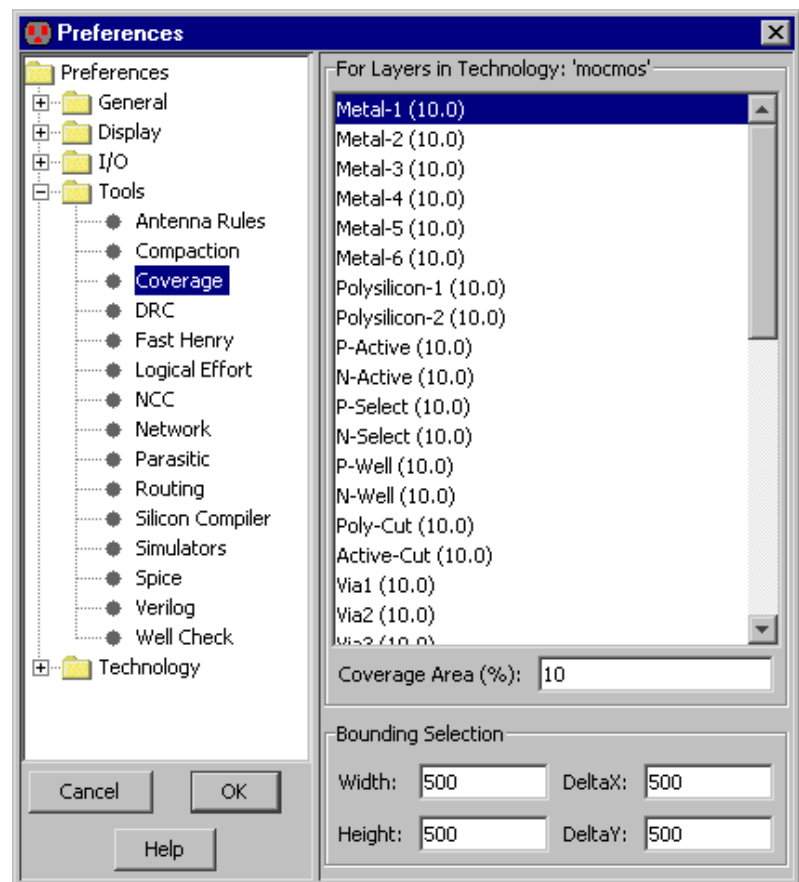 Preferences
Preferences
General
Display
I/O
Tools
Antenna Rules
Compaction
Coverage
DRC
Fast Henry
Logical Effort
NCC
Network
Parasitic
Routing
Silicon Compiler
Simulators
Spice
Verilog
Well Check
Technology
Cancel
OK
Help
For Layers in Technology: 'mocmos'
Metal-1 (10.0)
Metal-2 (10.0)
Metal-3 (10.0)
Metal-4 (10.0)
Metal-5 (10.0)
Metal-6 (10.0)
Polysilicon-1 (10.0)
Polysilicon-2 (10.0)
P-Active (10.0)
N-Active (10.0)
P-Select (10.0)
N-Select (10.0)
P-Well (10.0)
N-Well (10.0)
Poly-Cut (10.0)
Active-Cut (10.0)
Via1 (10.0)
Via2 (10.0)
Via3 (10.0)
Coverage Area (%): 10
Bounding Selection
Width: 500 DeltaX: 500
Height: 500 DeltaY: 500